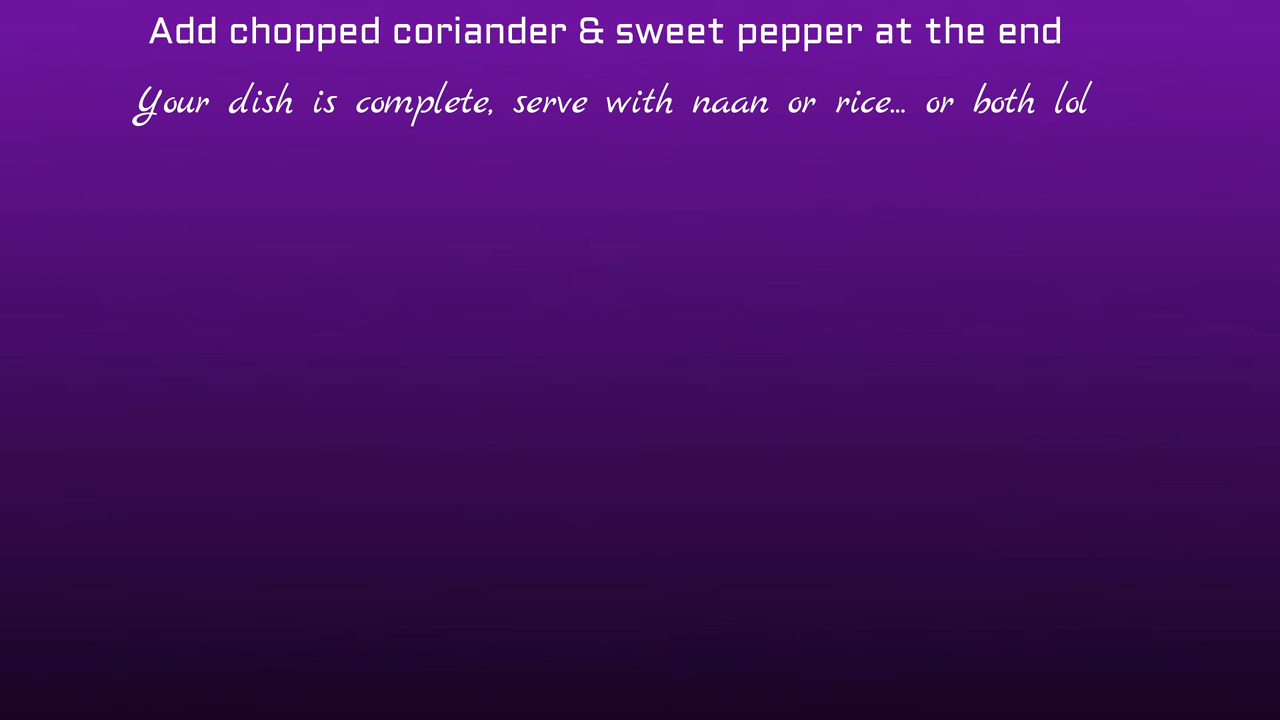 Add chopped coriander & sweet pepper at the end
Your dish is complete, serve with naan or rice... or both lol